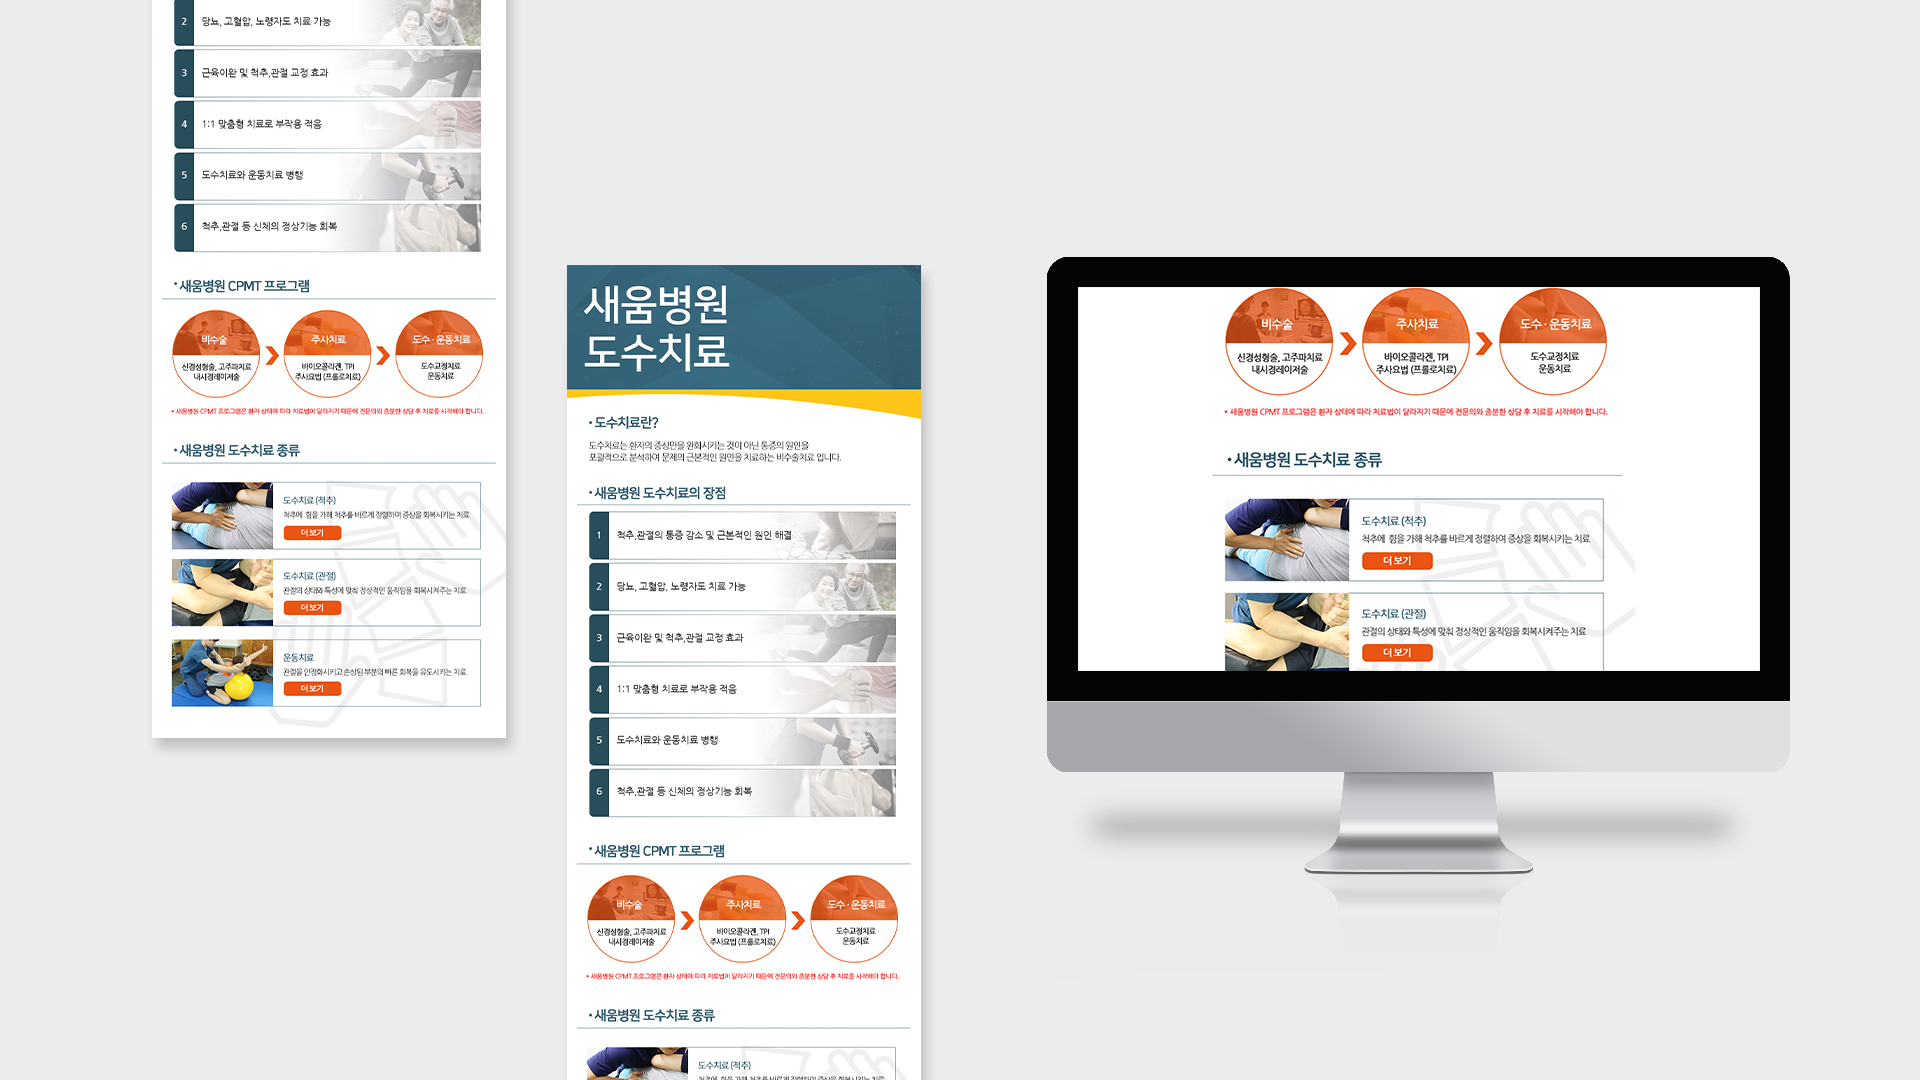 2 당뇨, 고혈압, 노령자도 치료 가능
3 근육이완 및 척추,관절 교정 효과
4 1:1 맞춤형 치료로 부작용 적음
5 도수치료와 운동치료 병행
6 척추,관절 등 신체의 정상기능 회복
·새움병원 CPMT 프로그램
비수술
신경성형술, 고주파치료
내시경레이저술
주사치료
바이오콜라겐, TPI
주사요법 (프롤로치료)
도수·운동치료
도수교정치료
운동치료
* 새움병원 CPMT 프로그램은 환자 상태에 따라 치료법이 달라지기 때문에 전문의와 충분한 상담 후 치료를 시작해야 합니다.
·새움병원 도수치료 종류
도수치료 (척추)
척추에 힘을 가해 척추를 바르게 정렬하여 증상을 회복시키는 치료
더보기
도수치료 (관절)
관절의 상태와 특성에 맞춰 정상적인 움직임을 회복시켜주는 치료
더보기
운동치료
관절을 안정화시키고 손상된 부분의 빠른 회복을 유도시키는 치료
더보기
새움병원
도수치료
·도수치료란?
도수치료는 환자의 증상만을 완화시키는 것이 아닌 통증의 원인을
포괄적으로 분석하여 문제의 근본적인 원인을 치료하는 비수술치료 입니다.
·새움병원 도수치료의 장점
1 척추,관절의 통증 감소 및 근본적인 원인 해결
2 당뇨, 고혈압, 노령자도 치료 가능
3 근육이완 및 척추,관절 교정 효과
4 1:1 맞춤형 치료로 부작용 적음
5 도수치료와 운동치료 병행
6 척추,관절 등 신체의 정상기능 회복
·새움병원 CPMT 프로그램
비수술
신경성형술, 고주파치료
내시경레이저술
주사치료
바이오콜라겐, TPI
주사요법 (프롤로치료)
도수·운동치료
도수교정치료
운동치료
* 새움병원 CPMT 프로그램은 환자 상태에 따라 치료법이 달라지기 때문에 전문의와 충분한 상담 후 치료를 시작해야 합니다.
·새움병원 도수치료 종류
도수치료 (척추)
척추에 힘을 가해 척추를 바르게 정렬하여 증상을 회복시키는 치료
비수술
신경성형술, 고주파치료
내시경레이저술
주사치료
바이오콜라겐, TPI
주사요법 (프롤로치료)
도수·운동치료
도수교정치료
운동치료
* 새움병원 CPMT 프로그램은 환자 상태에 따라 치료법이 달라지기 때문에 전문의와 충분한 상담 후 치료를 시작해야 합니다.
·새움병원 도수치료 종류
도수치료 (척추)
척추에 힘을 가해 척추를 바르게 정렬하여 증상을 회복시키는 치료
더보기
도수치료 (관절)
관절의 상태와 특성에 맞춰 정상적인 움직임을 회복시켜주는 치료
더보기